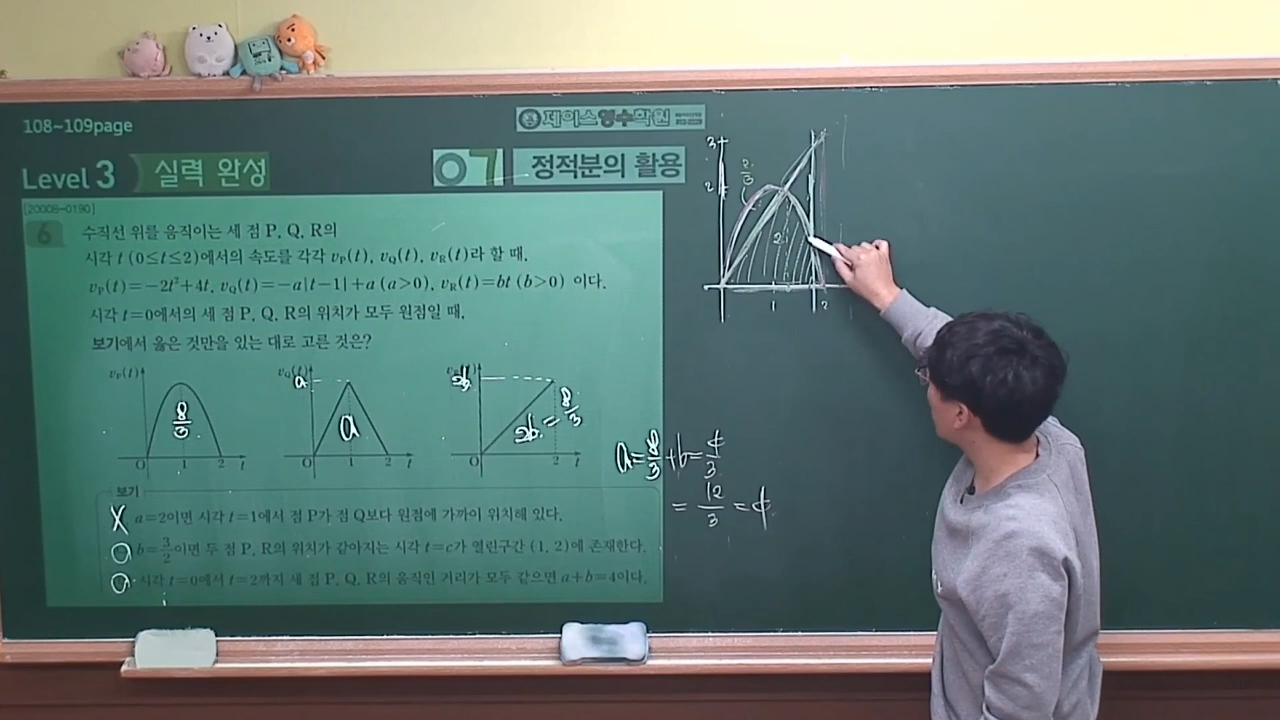 108~109page
제이스영수학원
Level 3 실력 완성
07 정적분의 활용
[20008-0190]
6 수직선 위를 움직이는 세 점 P, Q, R의
시각 t (0≤t≤2)에서의 속도를 각각 v_P(t), v_Q(t), v_R(t)라 할 때,
v_P(t)=-2t²+4t, v_Q(t)=-a|t-1|+a (a>0), v_R(t)=bt (b>0) 이다.
시각 t=0에서의 세 점 P, Q, R의 위치가 모두 원점일 때,
보기에서 옳은 것만을 있는 대로 고른 것은?
v_P(t)
8/3
O 1 2 t
v_Q(t)
a
a
O 1 2 t
2b
2b = 8/3
O 2 t
보기
X a=2이면 시각 t=1에서 점 P가 점 Q보다 원점에 가까이 위치해 있다.
b=3/2이면 두 점 P, R의 위치가 같아지는 시각 t=c가 열린구간 (1, 2)에 존재한다.
시각 t=0에서 t=2까지 세 점 P, Q, R의 움직인 거리가 모두 같으면 a+b=4이다.
3
2
2/3
2
1 2
a=8/3+b=4/3
=12/3=4